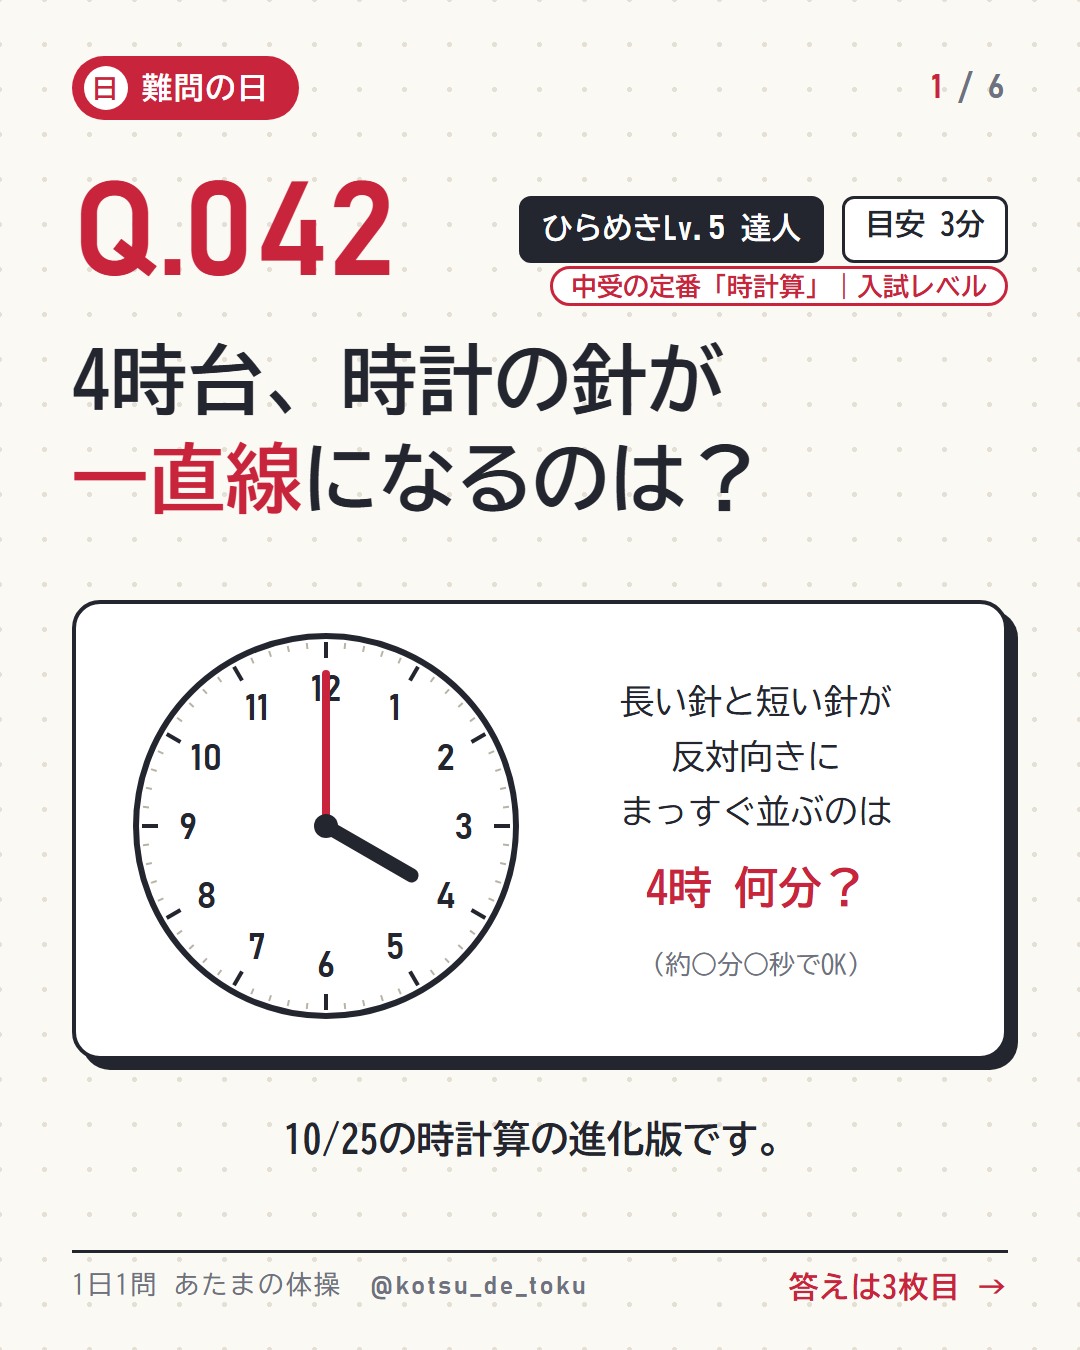 日 難問の日
1 / 6
Q.042
ひらめきLv.5 達人
目安 3分
中受の定番「時計算」｜入試レベル
4時台、時計の針が
一直線になるのは？
12
11
1
10
2
9
3
8
4
7
5
6
長い針と短い針が
反対向きに
まっすぐ並ぶのは
4時 何分？
（約○分○秒でOK）
10/25の時計算の進化版です。
1日1問 あたまの体操 @kotsu_de_toku
答えは3枚目 →